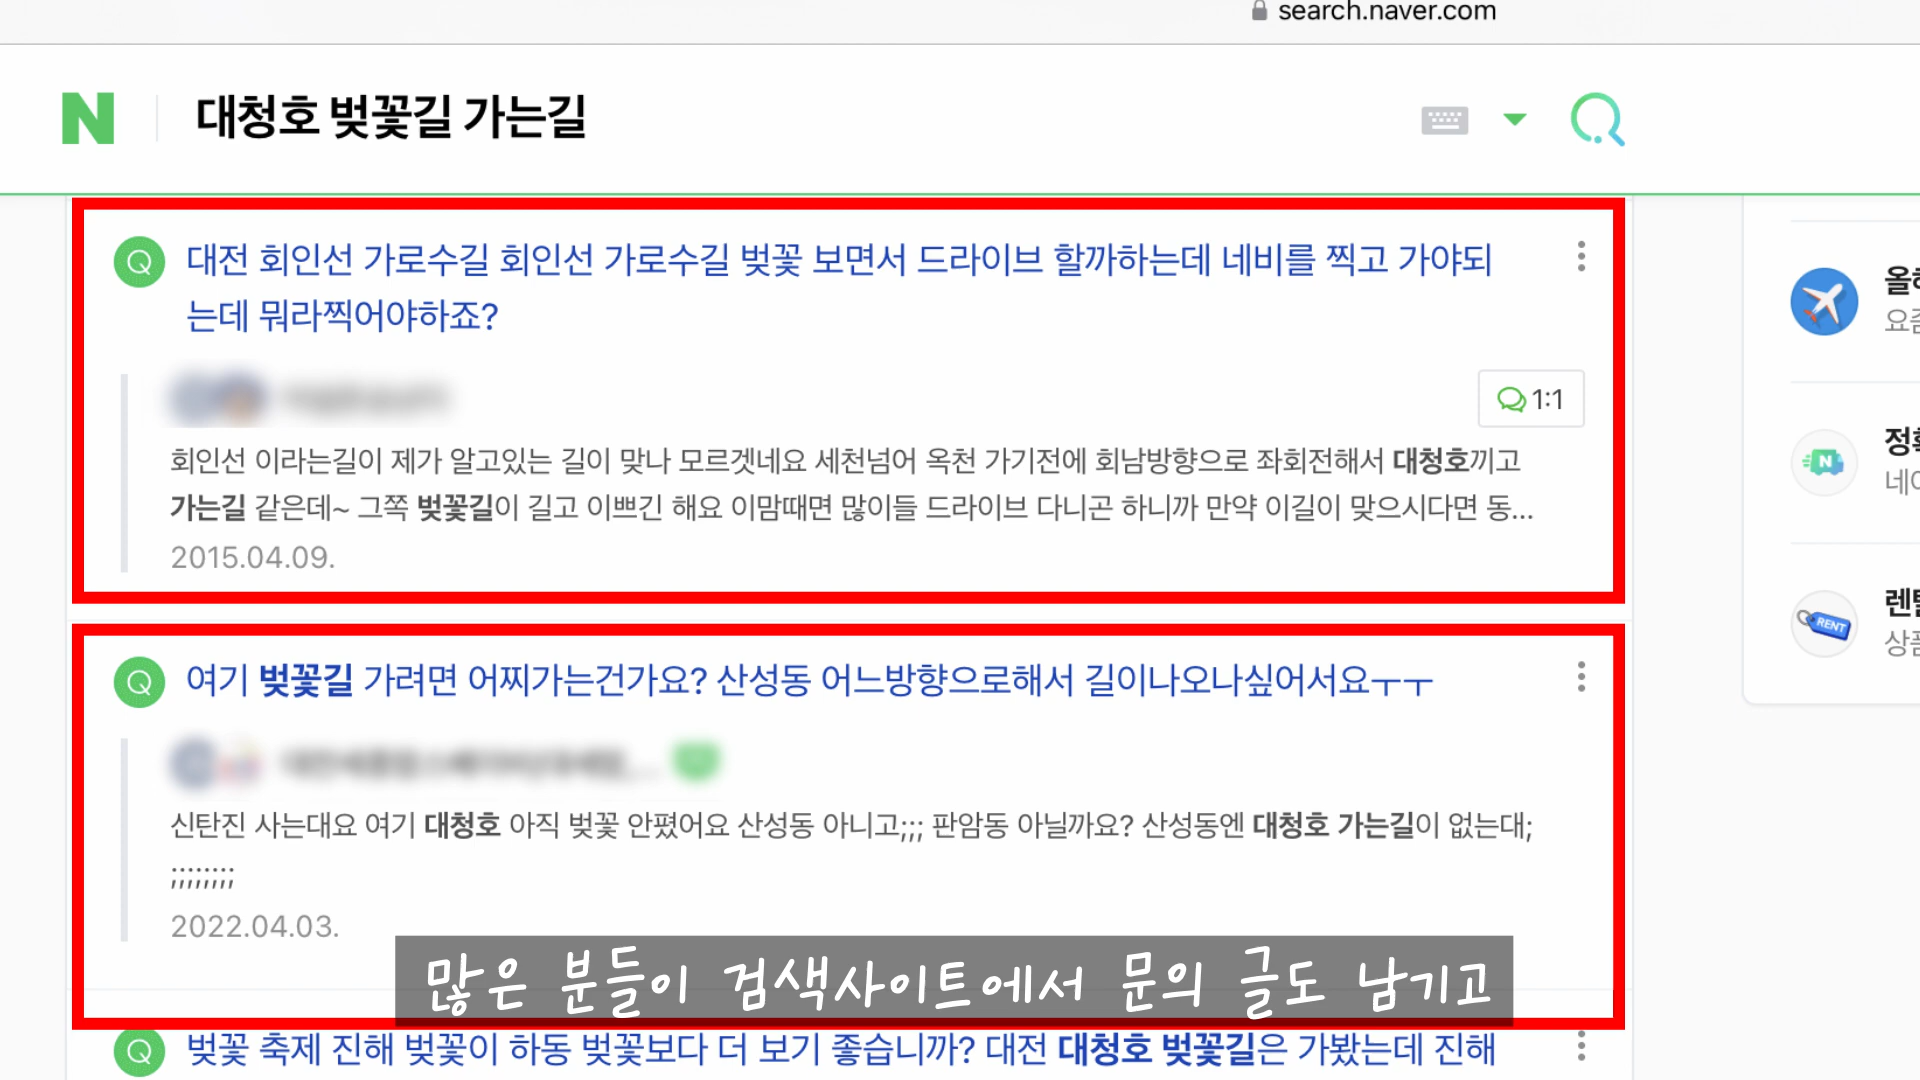 search.naver.com
N
대청호 벚꽃길 가는길
대전 회인선 가로수길 회인선 가로수길 벚꽃 보면서 드라이브 할까하는데 네비를 찍고 가야되
는데 뭐라찍어야하죠?
1:1
회인선 이라는길이 제가 알고있는 길이 맞나 모르겟네요 세천넘어 옥천 가기전에 회남방향으로 좌회전해서 대청호끼고
가는길 같은데~ 그쪽 벚꽃길이 길고 이쁘긴 해요 이맘때면 많이들 드라이브 다니곤 하니까 만약 이길이 맞으시다면 동...
2015.04.09.
여기 벚꽃길 가려면 어찌가는건가요? 산성동 어느방향으로해서 길이나오나싶어서요ㅜㅜ
신탄진 사는대요 여기 대청호 아직 벚꽃 안폈어요 산성동 아니고;;; 판암동 아닐까요? 산성동엔 대청호 가는길이 없는대;
;;;;;;;;
2022.04.03.
많은 분들이 검색사이트에서 문의 글도 남기고
벚꽃 축제 진해 벚꽃이 하동 벚꽃보다 더 보기 좋습니까? 대전 대청호 벚꽃길은 가봤는데 진해
요즘
N
네이
RENT
렌탈
상품